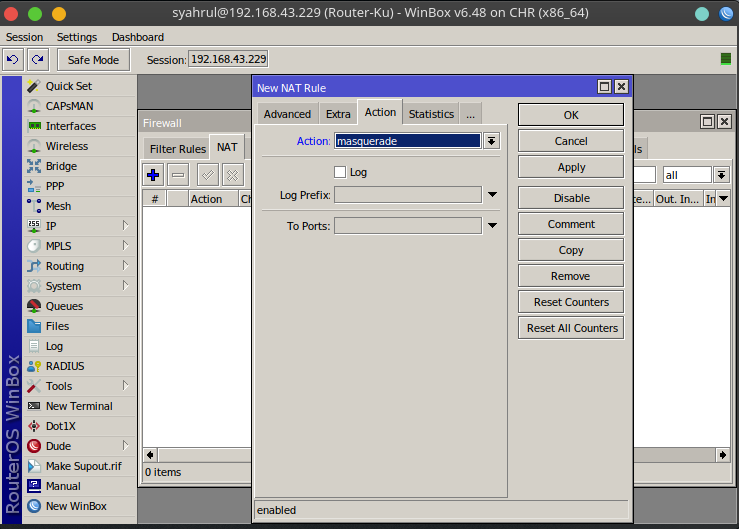 syahrul@192.168.43.229 (Router-Ku) - WinBox v6.48 on CHR (x86_64)
Session Settings Dashboard
Safe Mode Session: 192.168.43.229
RouterOS WinBox
Quick Set
CAPsMAN
Interfaces
Wireless
Bridge
PPP
Mesh
IP
MPLS
Routing
System
Queues
Files
Log
RADIUS
Tools
New Terminal
Dot1X
Dude
Make Supout.rif
Manual
New WinBox
Firewall
Filter Rules NAT
all
# Action
Out. In...
0 items
New NAT Rule
Advanced Extra Action Statistics ...
Action: masquerade
Log
Log Prefix:
To Ports:
OK
Cancel
Apply
Disable
Comment
Copy
Remove
Reset Counters
Reset All Counters
enabled